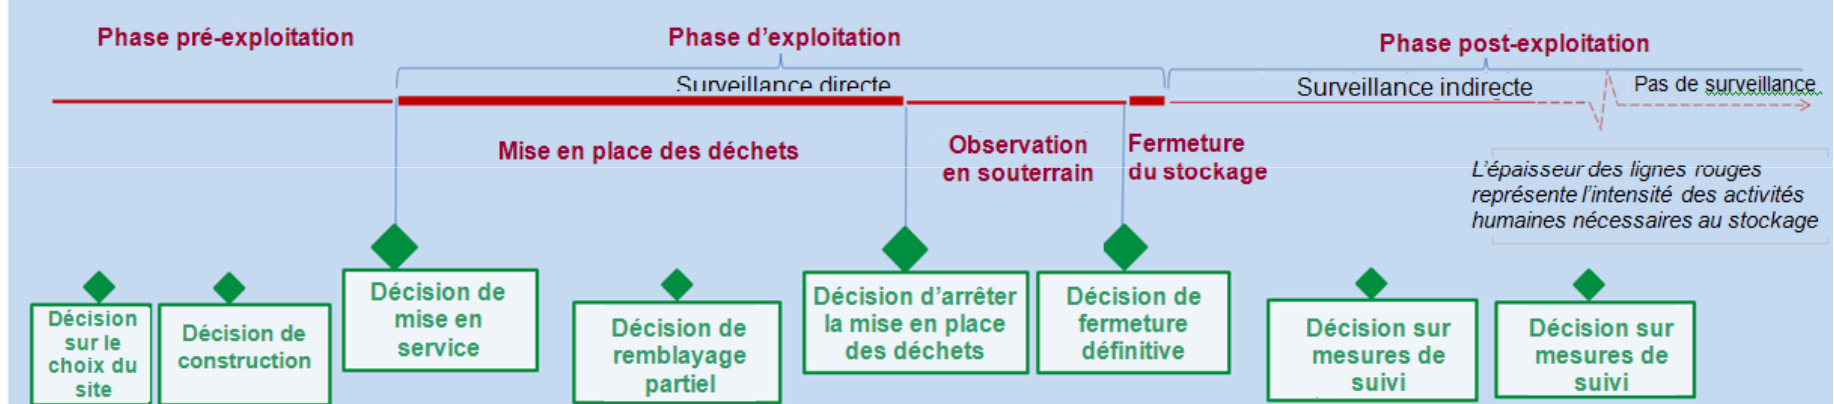 Phase pré-exploitation
Phase d’exploitation
Phase post-exploitation
Surveillance directe
Surveillance indirecte
Pas de surveillance
Mise en place des déchets
Observation
en souterrain
Fermeture
du stockage
L’épaisseur des lignes rouges
représente l’intensité des activités
humaines nécessaires au stockage
Décision
sur le
choix du
site
Décision de
construction
Décision de
mise en
service
Décision de
remblayage
partiel
Décision d’arrêter
la mise en place
des déchets
Décision de
fermeture
définitive
Décision sur
mesures de
suivi
Décision sur
mesures de
suivi